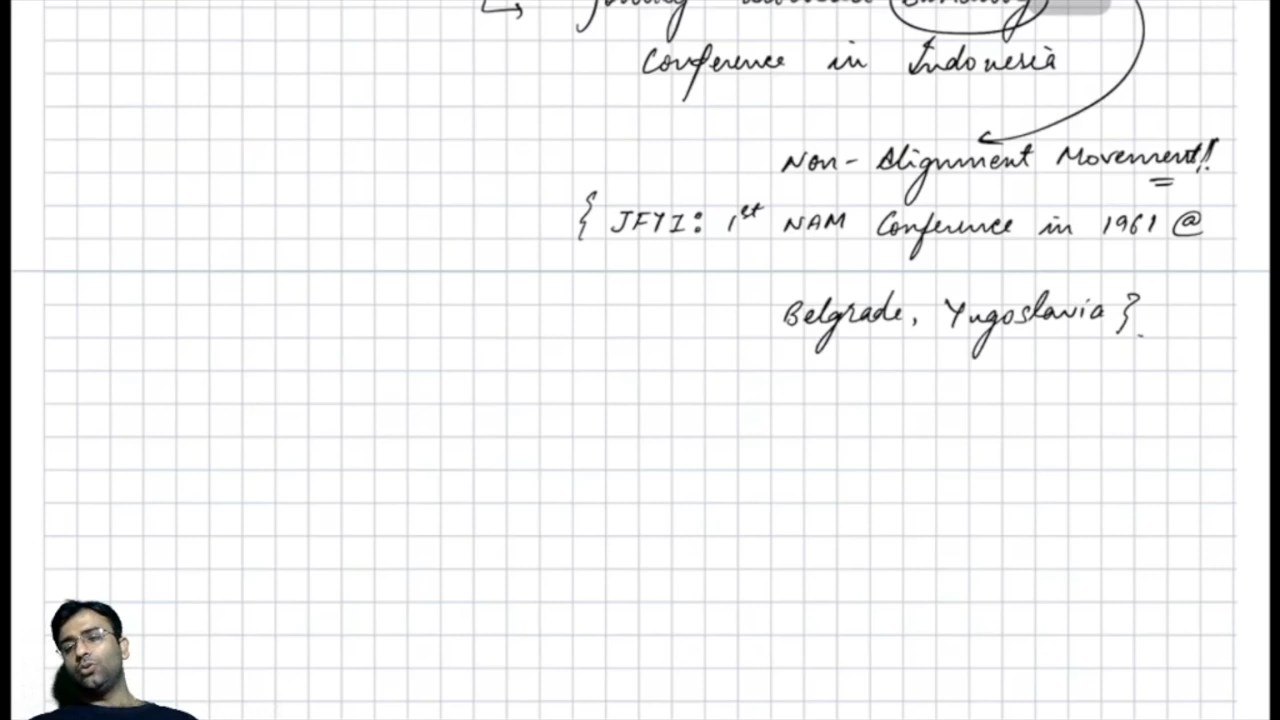 Conference in Indonesia
Non-Alignment Movement!!
{ JFYI: 1st NAM Conference in 1961 @
Belgrade, Yugoslavia }.